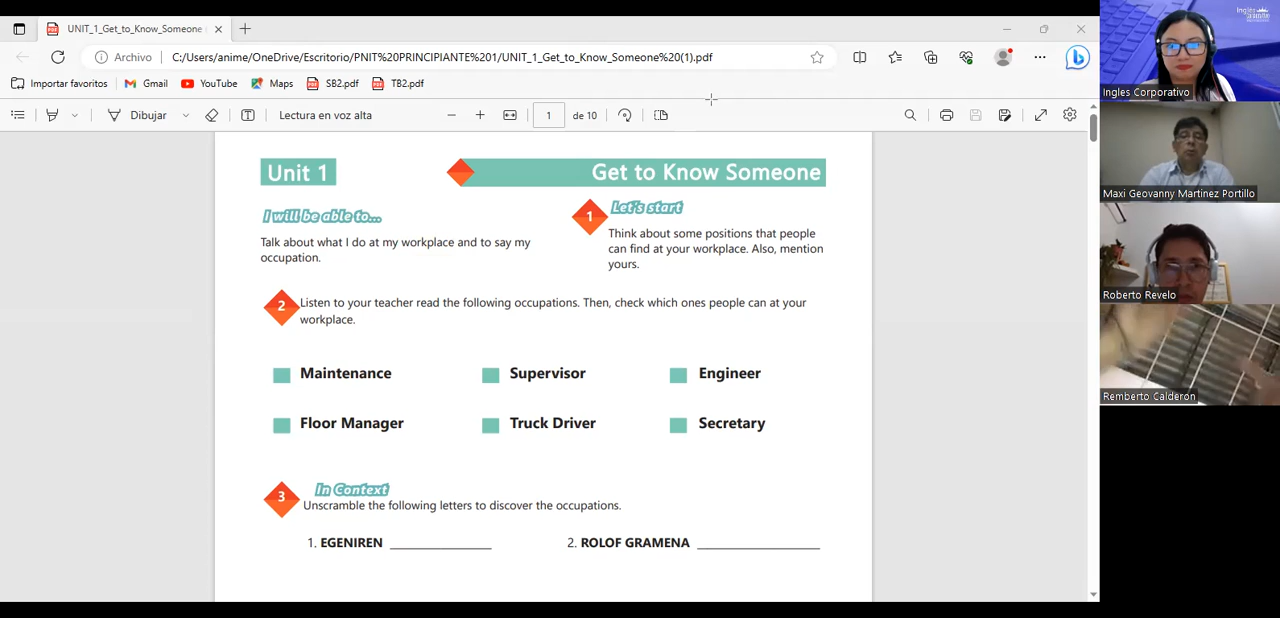 UNIT_1_Get_to_Know_Someone
Archivo
C:/Users/anime/OneDrive/Escritorio/PNIT%20PRINCIPIANTE%201/UNIT_1_Get_to_Know_Someone%20(1).pdf
Importar favoritos
Gmail
YouTube
Maps
SB2.pdf
TB2.pdf
Dibujar
Lectura en voz alta
1
de 10
Unit 1
Get to Know Someone
I will be able to...
Talk about what I do at my workplace and to say my
occupation.
1
Let's start
Think about some positions that people
can find at your workplace. Also, mention
yours.
2
Listen to your teacher read the following occupations. Then, check which ones people can at your
workplace.
Maintenance
Supervisor
Engineer
Floor Manager
Truck Driver
Secretary
3
In Context
Unscramble the following letters to discover the occupations.
1. EGENIREN ______________
2. ROLOF GRAMENA _________________
Ingles Corporativo
Maxi Geovanny Martinez Portillo
Roberto Revelo
Remberto Calderon